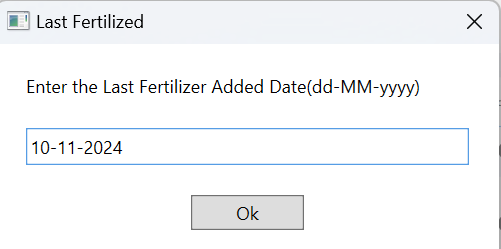 Last Fertilized
Enter the Last Fertilizer Added Date(dd-MM-yyyy)
10-11-2024
Ok